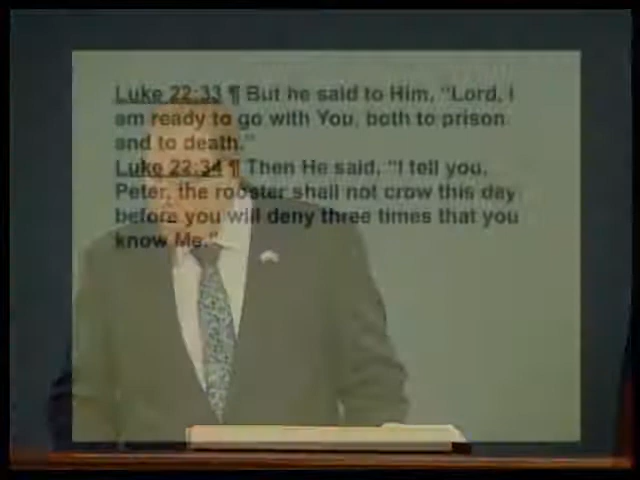 Luke 22:33 ¶ But he said to Him, "Lord, I
am ready to go with You, both to prison
and to death."
Luke 22:34 ¶ Then He said, "I tell you,
Peter, the rooster shall not crow this day
before you will deny three times that you
know Me."